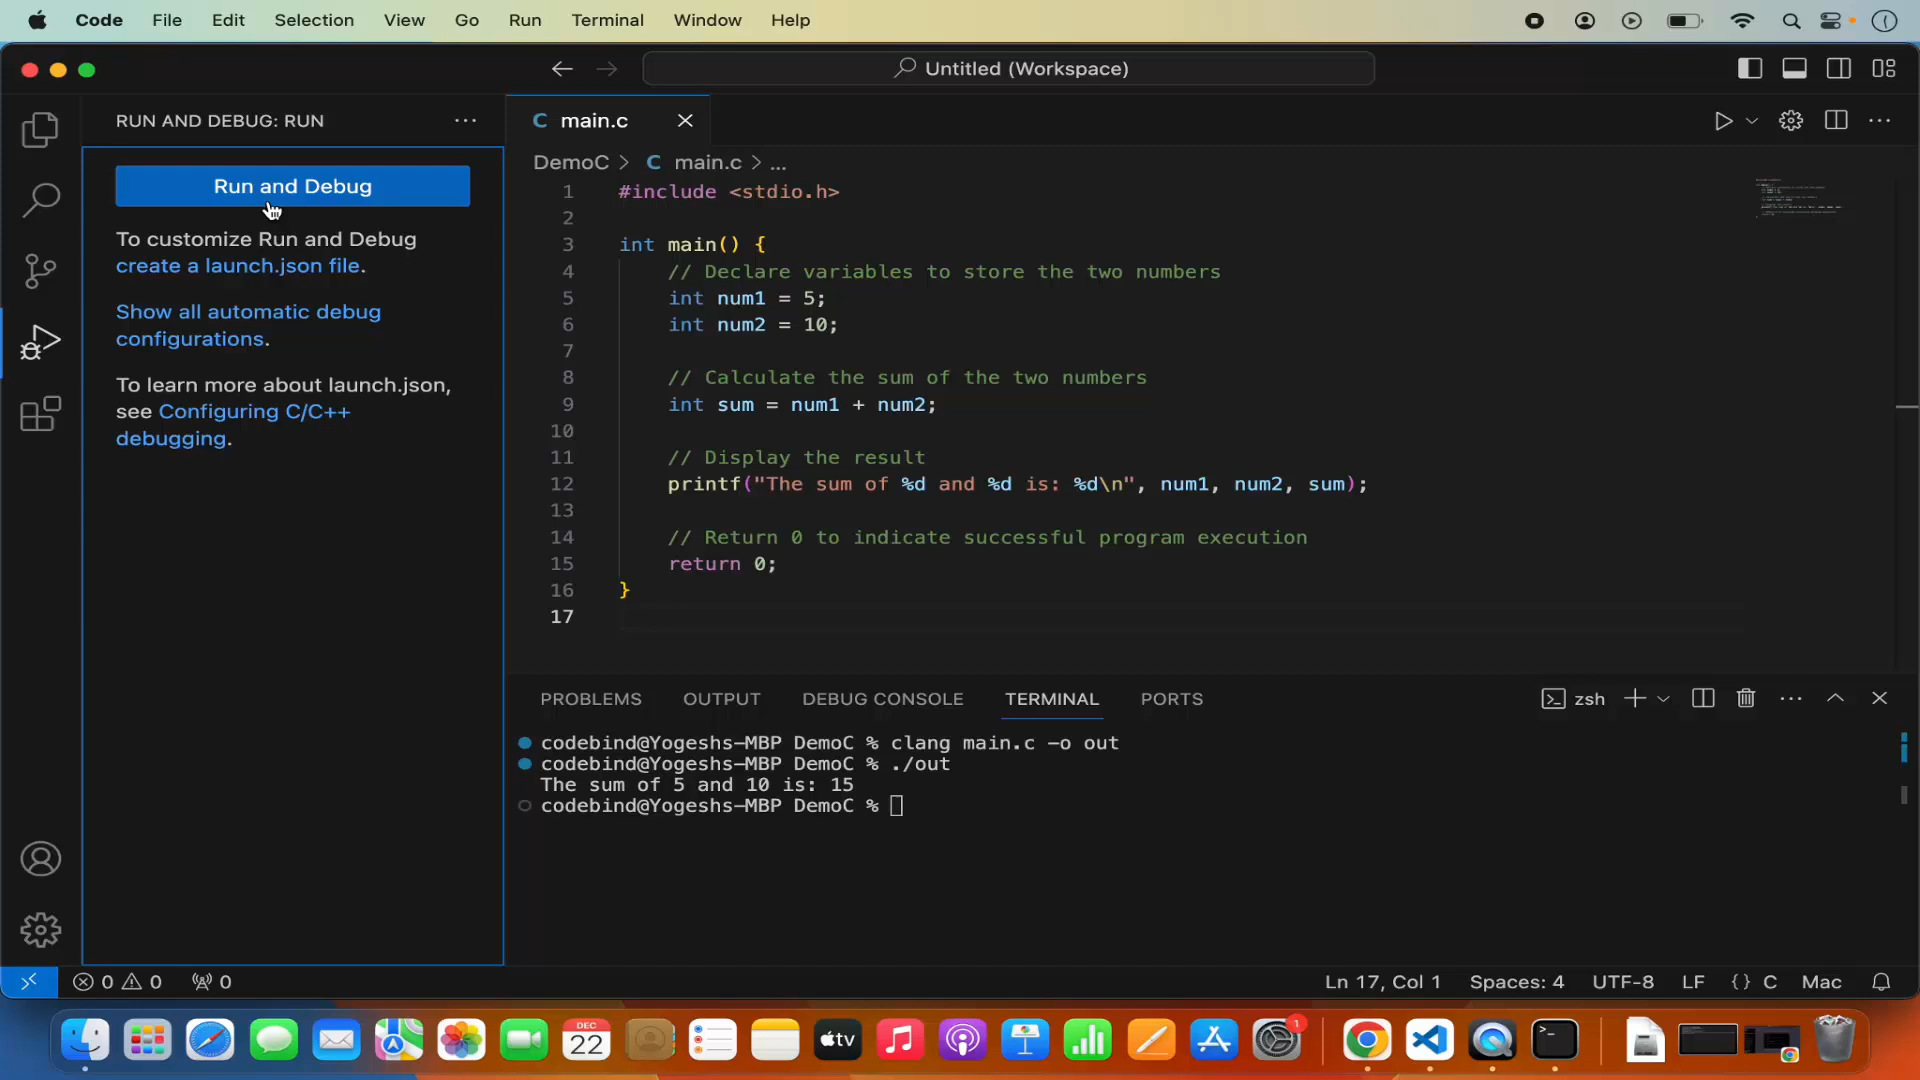 Code File Edit Selection View Go Run Terminal Window Help
Untitled (Workspace)
RUN AND DEBUG: RUN
Run and Debug
To customize Run and Debug
create a launch.json file.
Show all automatic debug
configurations.
To learn more about launch.json,
see Configuring C/C++
debugging.
C main.c
DemoC > C main.c > ...
1 #include <stdio.h>
2
3 int main() {
4 // Declare variables to store the two numbers
5 int num1 = 5;
6 int num2 = 10;
7
8 // Calculate the sum of the two numbers
9 int sum = num1 + num2;
10
11 // Display the result
12 printf("The sum of %d and %d is: %d\n", num1, num2, sum);
13
14 // Return 0 to indicate successful program execution
15 return 0;
16 }
17
PROBLEMS OUTPUT DEBUG CONSOLE TERMINAL PORTS
zsh
codebind@Yogeshs-MBP DemoC % clang main.c -o out
codebind@Yogeshs-MBP DemoC % ./out
The sum of 5 and 10 is: 15
codebind@Yogeshs-MBP DemoC %
0 0 0
Ln 17, Col 1 Spaces: 4 UTF-8 LF {} C Mac
DEC
22
tv
1